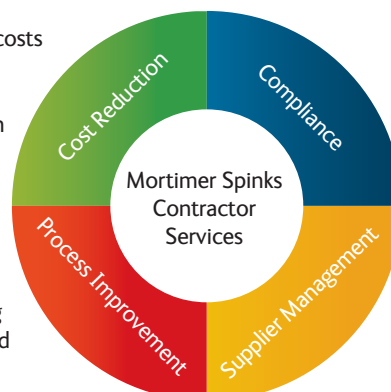 costs
Cost Reduction
Compliance
Mortimer Spinks
Contractor
Services
Process Improvement
Supplier Management
d